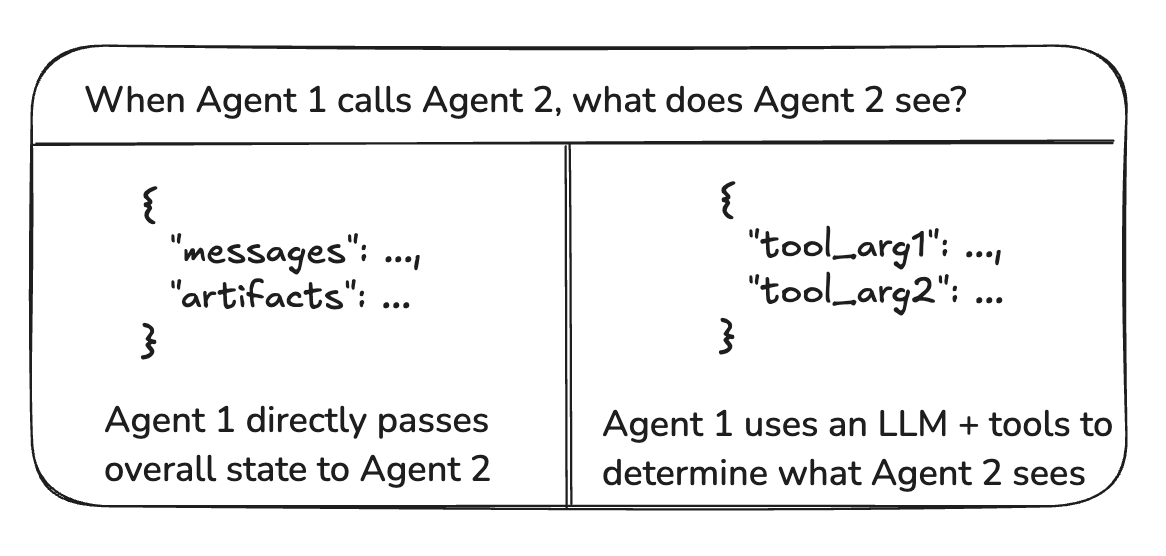 When Agent 1 calls Agent 2, what does Agent 2 see?
{
"messages": ...,
"artifacts": ...
}
Agent 1 directly passes
overall state to Agent 2
{
"tool_arg1": ...,
"tool_arg2": ...
}
Agent 1 uses an LLM + tools to
determine what Agent 2 sees